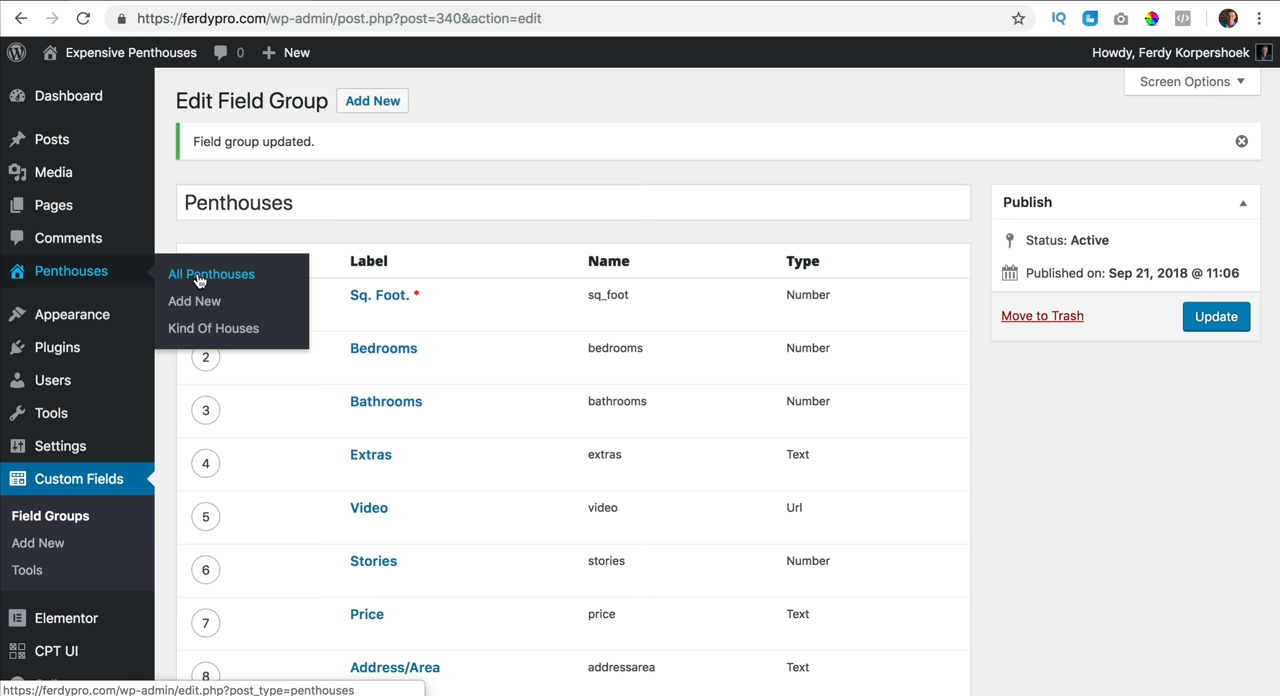 https://ferdypro.com/wp-admin/post.php?post=340&action=edit
IQ
Expensive Penthouses
0
New
Howdy, Ferdy Korpershoek
Screen Options
Dashboard
Posts
Media
Pages
Comments
Penthouses
All Penthouses
Add New
Kind Of Houses
Appearance
Plugins
Users
Tools
Settings
Custom Fields
Field Groups
Add New
Tools
Elementor
CPT UI
Edit Field Group
Add New
Field group updated.
Penthouses
Label Name Type
Sq. Foot. * sq_foot Number
2 Bedrooms bedrooms Number
3 Bathrooms bathrooms Number
4 Extras extras Text
5 Video video Url
6 Stories stories Number
7 Price price Text
8 Address/Area addressarea Text
Publish
Status: Active
Published on: Sep 21, 2018 @ 11:06
Move to Trash
Update
https://ferdypro.com/wp-admin/edit.php?post_type=penthouses